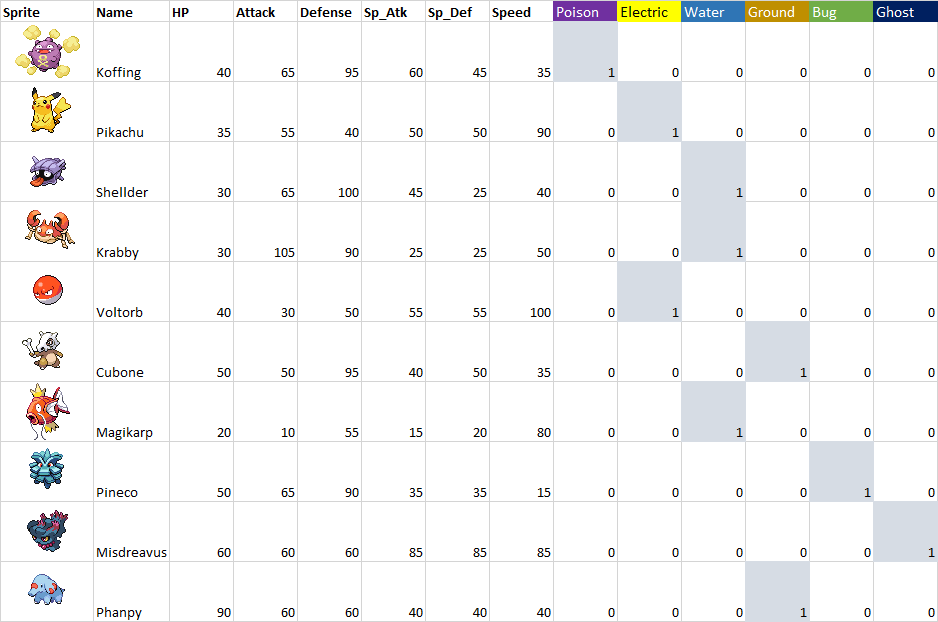 Sprite Name HP Attack Defense Sp_Atk Sp_Def Speed Poison Electric Water Ground Bug Ghost
Koffing 40 65 95 60 45 35 1 0 0 0 0 0
Pikachu 35 55 40 50 50 90 0 1 0 0 0 0
Shellder 30 65 100 45 25 40 0 0 1 0 0 0
Krabby 30 105 90 25 25 50 0 0 1 0 0 0
Voltorb 40 30 50 55 55 100 0 1 0 0 0 0
Cubone 50 50 95 40 50 35 0 0 0 1 0 0
Magikarp 20 10 55 15 20 80 0 0 1 0 0 0
Pineco 50 65 90 35 35 15 0 0 0 0 1 0
Misdreavus 60 60 60 85 85 85 0 0 0 0 0 1
Phanpy 90 60 60 40 40 40 0 0 0 1 0 0